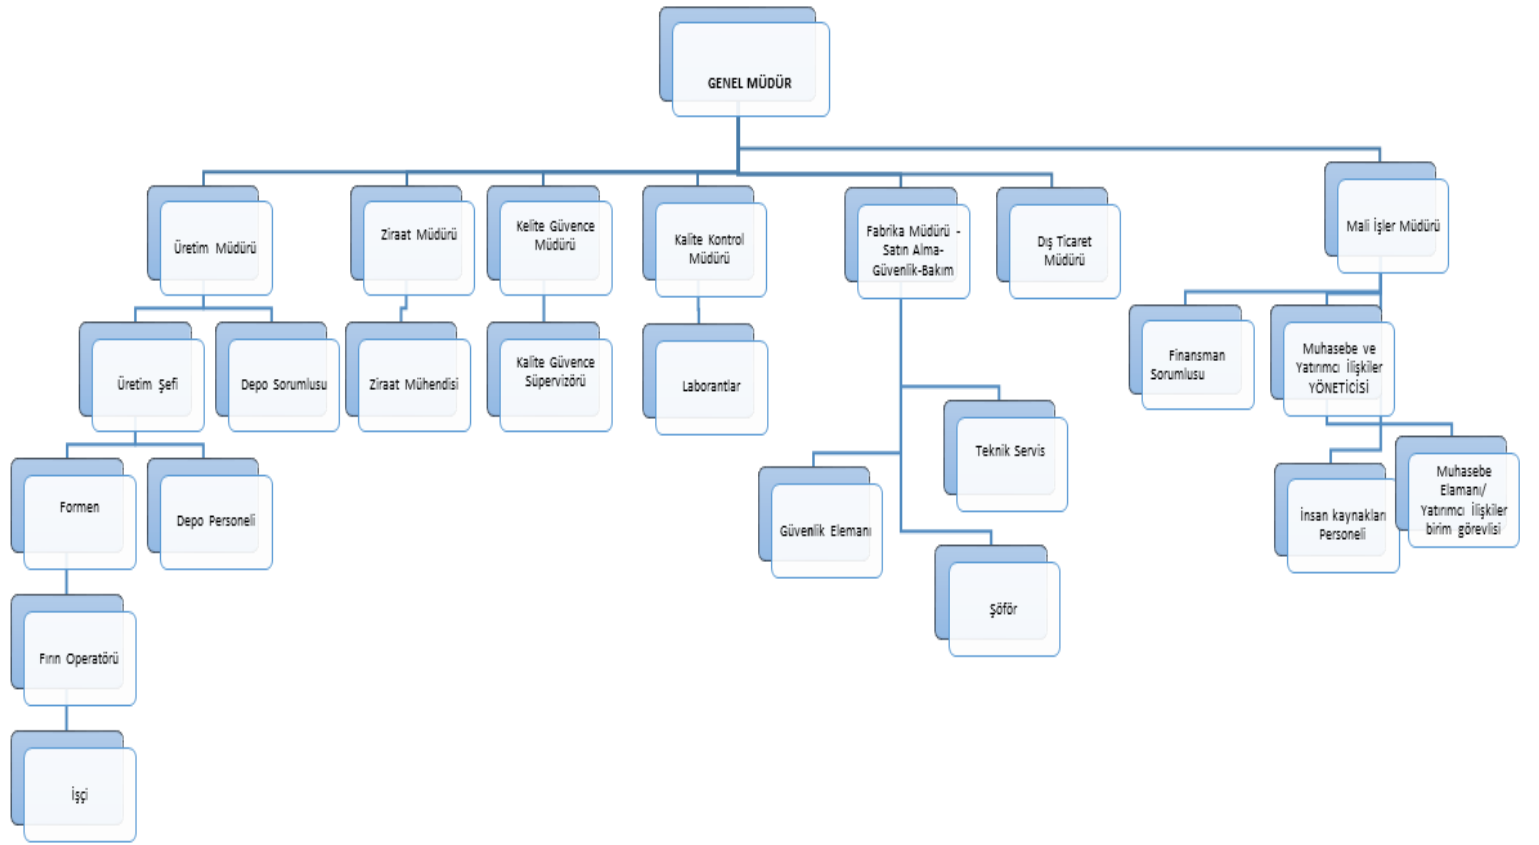 GENEL MÜDÜR
Üretim Müdürü
Ziraat Müdürü
Kelite Güvence
Müdürü
Kalite Kontrol
Müdürü
Fabrika Müdürü -
Satın Alma-
Güvenlik-Bakım
Dış Ticaret
Müdürü
Mali İşler Müdürü
Üretim Şefi
Depo Sorumlusu
Ziraat Mühendisi
Kalite Güvence
Süpervizörü
Laborantlar
Finansman
Sorumlusu
Muhasebe ve
Yatırımcı İlişkiler
YÖNETİCİSİ
Formen
Depo Personeli
Güvenlik Elemanı
Teknik Servis
İnsan kaynakları
Personeli
Muhasebe
Elamanı/
Yatırımcı İlişkiler
birim görevlisi
Fırın Operatörü
Şöför
İşçi